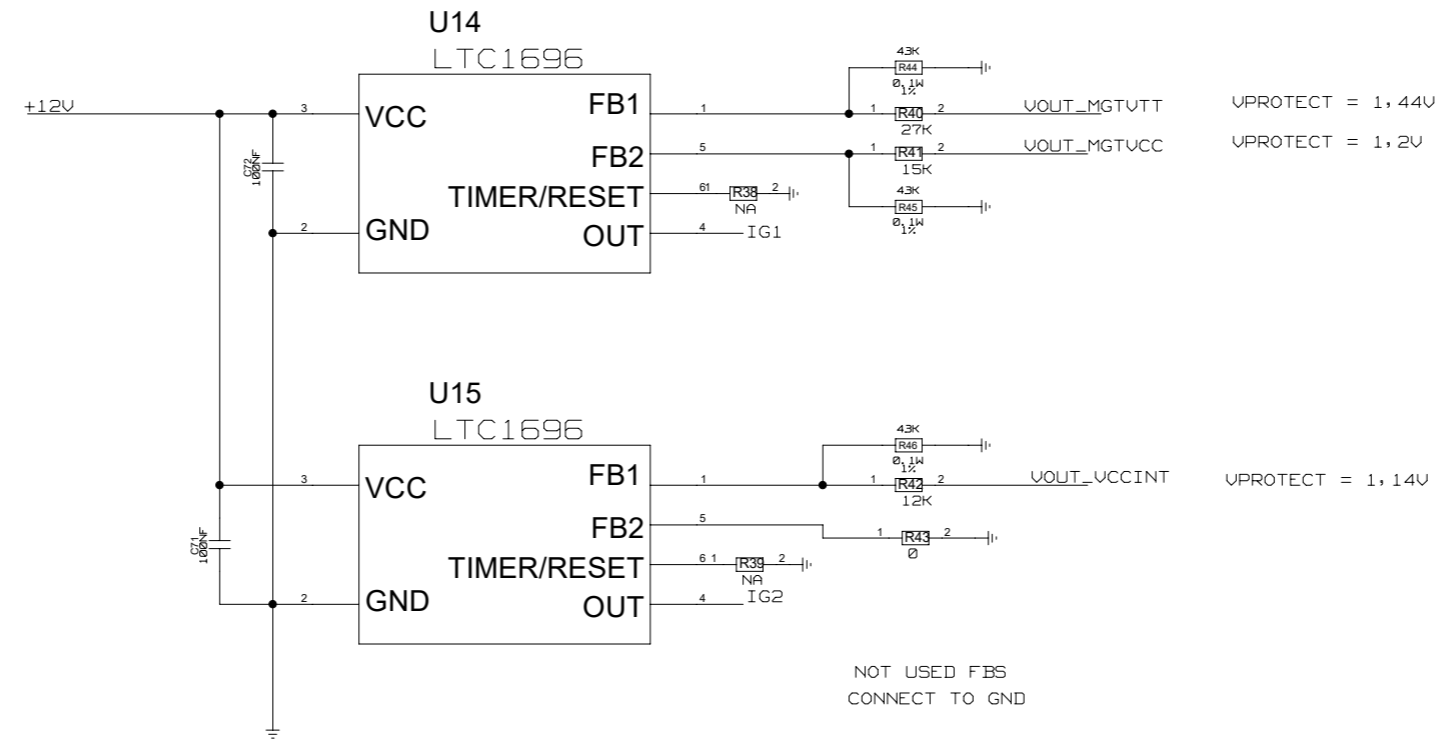 U14
LTC1696
+12V
3
VCC
FB1
1
43K
R44
0,1W
1%
1
R40
2
27K
VOUT_MGTVTT
VPROTECT = 1,44V
C72
100NF
FB2
5
1
R41
2
15K
VOUT_MGTVCC
VPROTECT = 1,2V
TIMER/RESET
6
1
R38
2
NA
43K
R45
0,1W
1%
2
GND
OUT
4
IG1
U15
LTC1696
3
VCC
FB1
1
43K
R46
0,1W
1%
1
R42
2
12K
VOUT_VCCINT
VPROTECT = 1,14V
C71
100NF
FB2
5
1
R43
2
0
TIMER/RESET
6
1
R39
2
NA
2
GND
OUT
4
IG2
NOT USED FBS
CONNECT TO GND